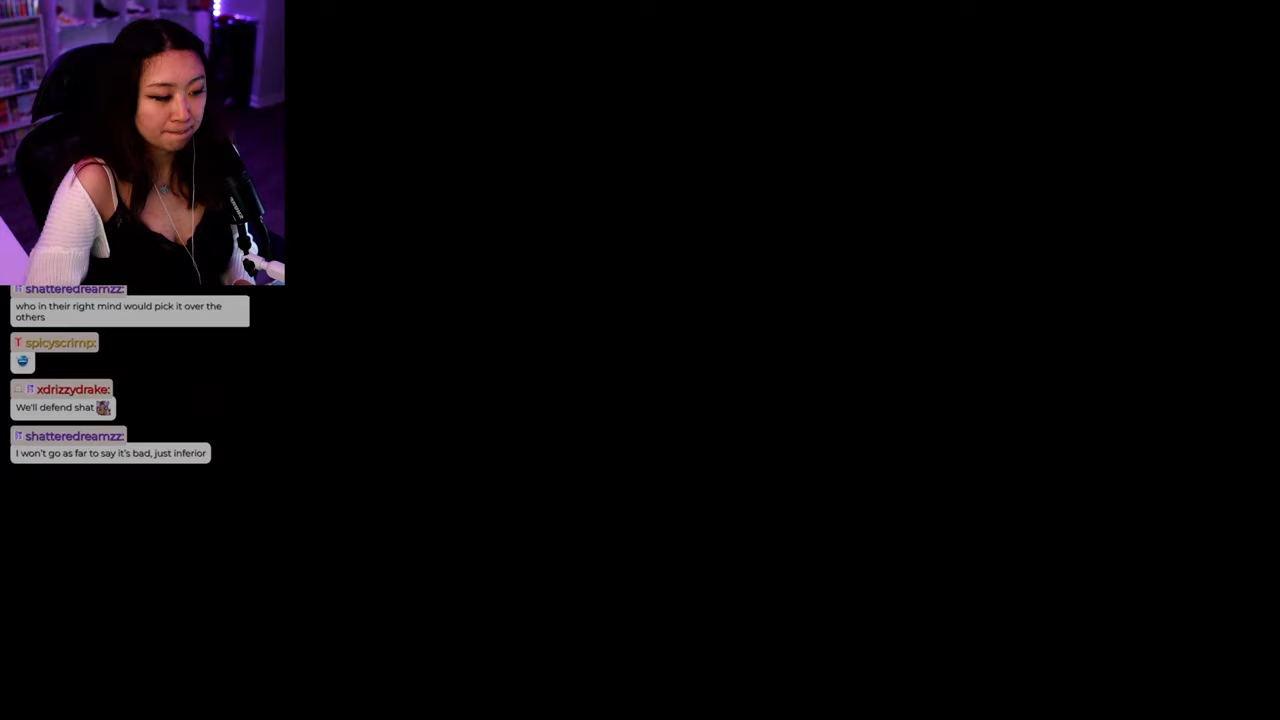 shatteredreamzz:
who in their right mind would pick it over the
others
spicyscrimp:
xdrizzydrake:
We'll defend shat
shatteredreamzz:
I won't go as far to say it's bad, just inferior